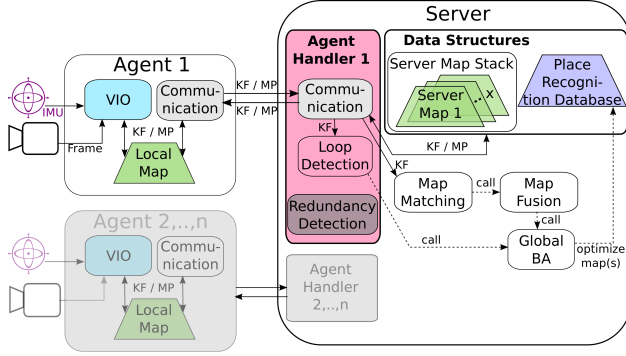 Server
Agent 1
IMU
Frame
VIO
Commu-
nication
KF / MP
Local
Map
KF / MP
KF / MP
Agent
Handler 1
Commu-
nication
KF
Loop
Detection
Redundancy
Detection
Data Structures
Server Map Stack
Server
Map 1
...x
Place
Recogni-
tion Database
KF / MP
KF
Map
Matching
call
Map
Fusion
call
call
Global
BA
optimize
map(s)
Agent 2,..,n
VIO
Commu-
nication
KF / MP
Local
Map
Agent
Handler
2,..,n